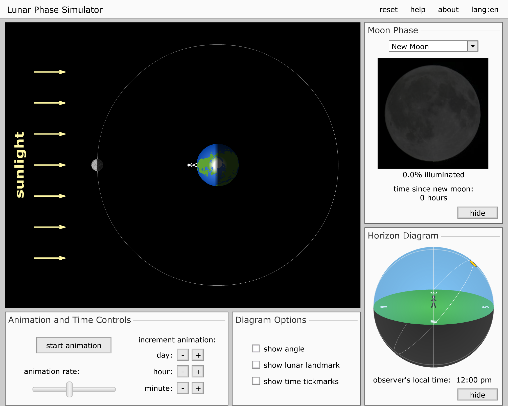 Lunar Phase Simulator
reset help about lang:en
sunlight
Moon Phase
New Moon
0.0% illuminated
time since new moon:
0 hours
hide
Horizon Diagram
observer's local time: 12:00 pm
hide
Animation and Time Controls
start animation
animation rate:
increment animation:
day: - +
hour: - +
minute: - +
Diagram Options
show angle
show lunar landmark
show time tickmarks